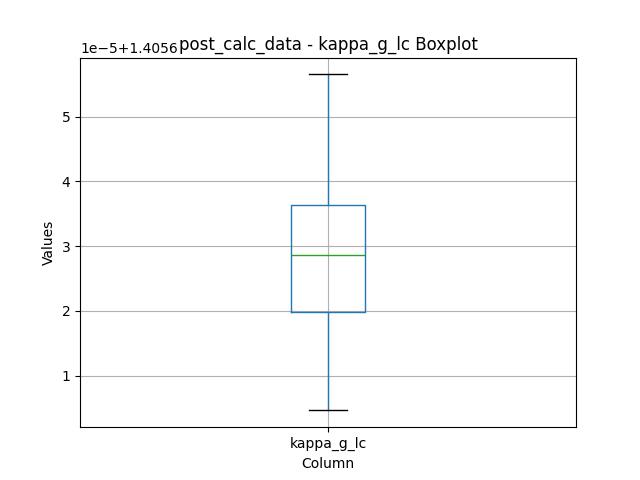 post_calc_data - kappa_g_lc Boxplot
1e−5+1.4056
5
4
3
2
1
Values
kappa_g_lc
Column